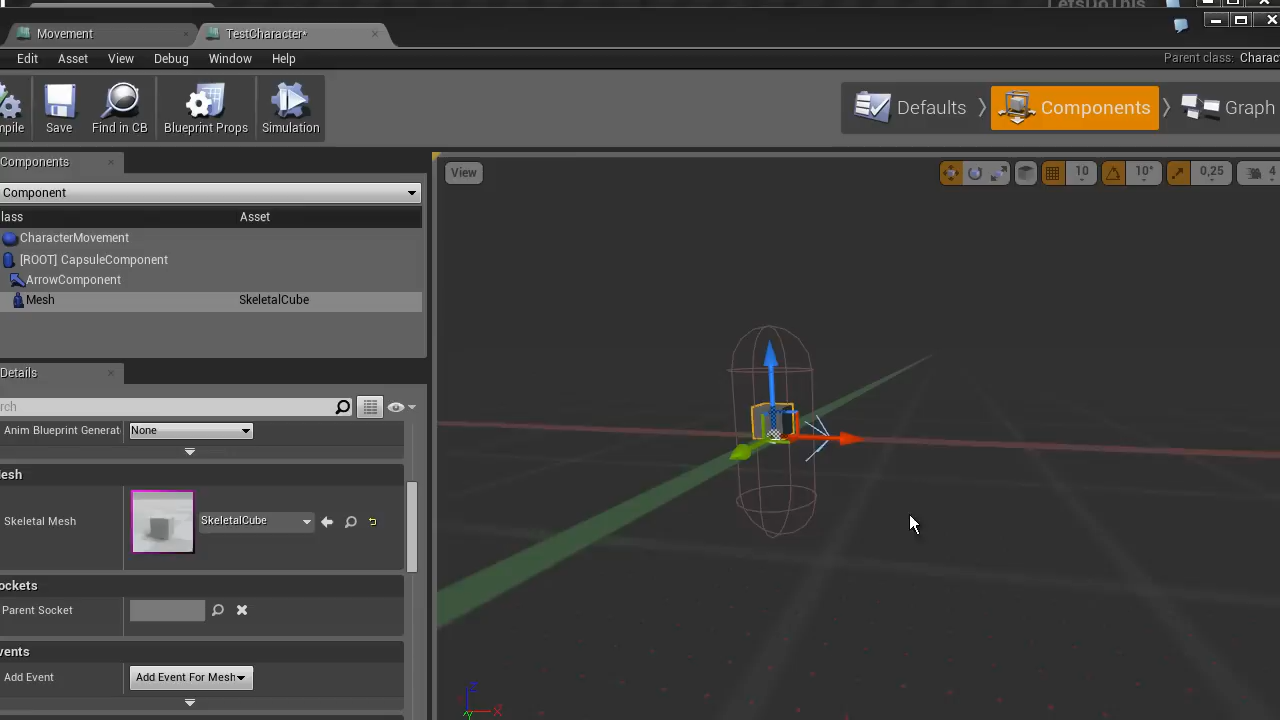 LetsDoThis
Movement
TestCharacter*
Edit
Asset
View
Debug
Window
Help
Parent class: Charac
mpile
Save
Find in CB
Blueprint Props
Simulation
Defaults
Components
Graph
Components
Component
lass
Asset
CharacterMovement
[ROOT] CapsuleComponent
ArrowComponent
Mesh
SkeletalCube
View
10
10°
0,25
4
Details
rch
Anim Blueprint Generat
None
esh
Skeletal Mesh
SkeletalCube
ockets
Parent Socket
vents
Add Event
Add Event For Mesh
Z
X
Y